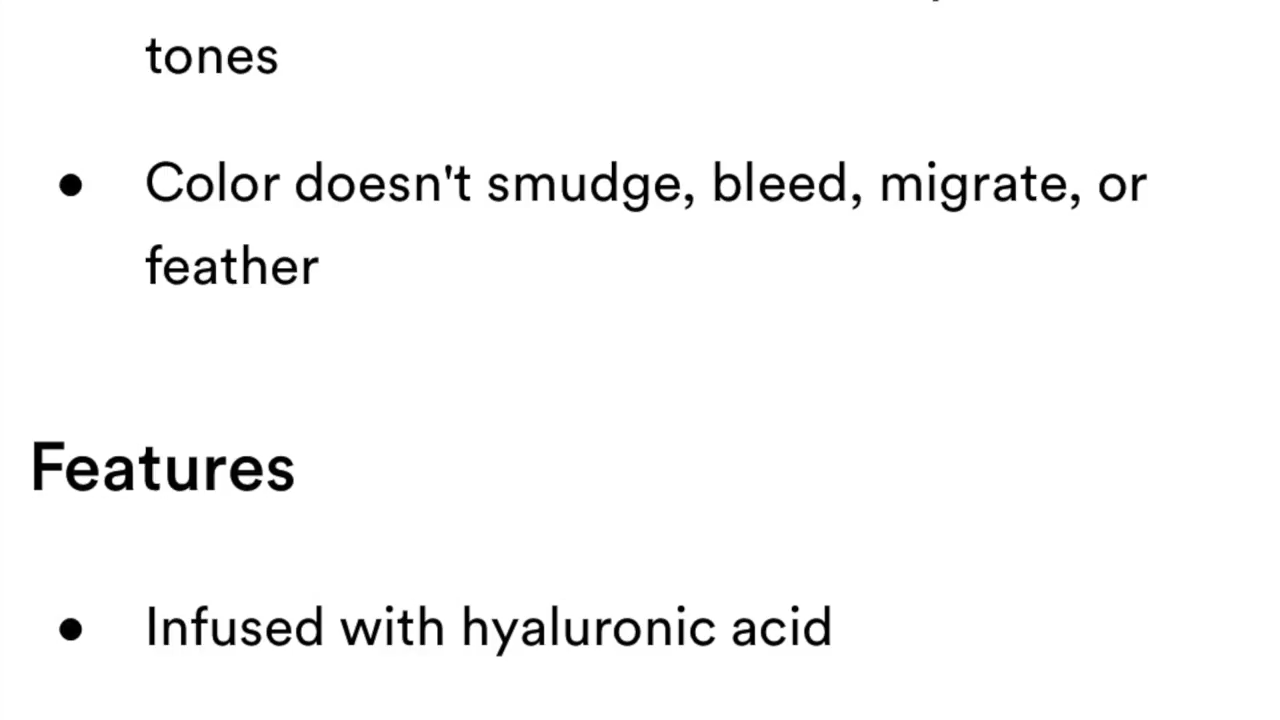 tones
● Color doesn't smudge, bleed, migrate, or
feather
Features
● Infused with hyaluronic acid